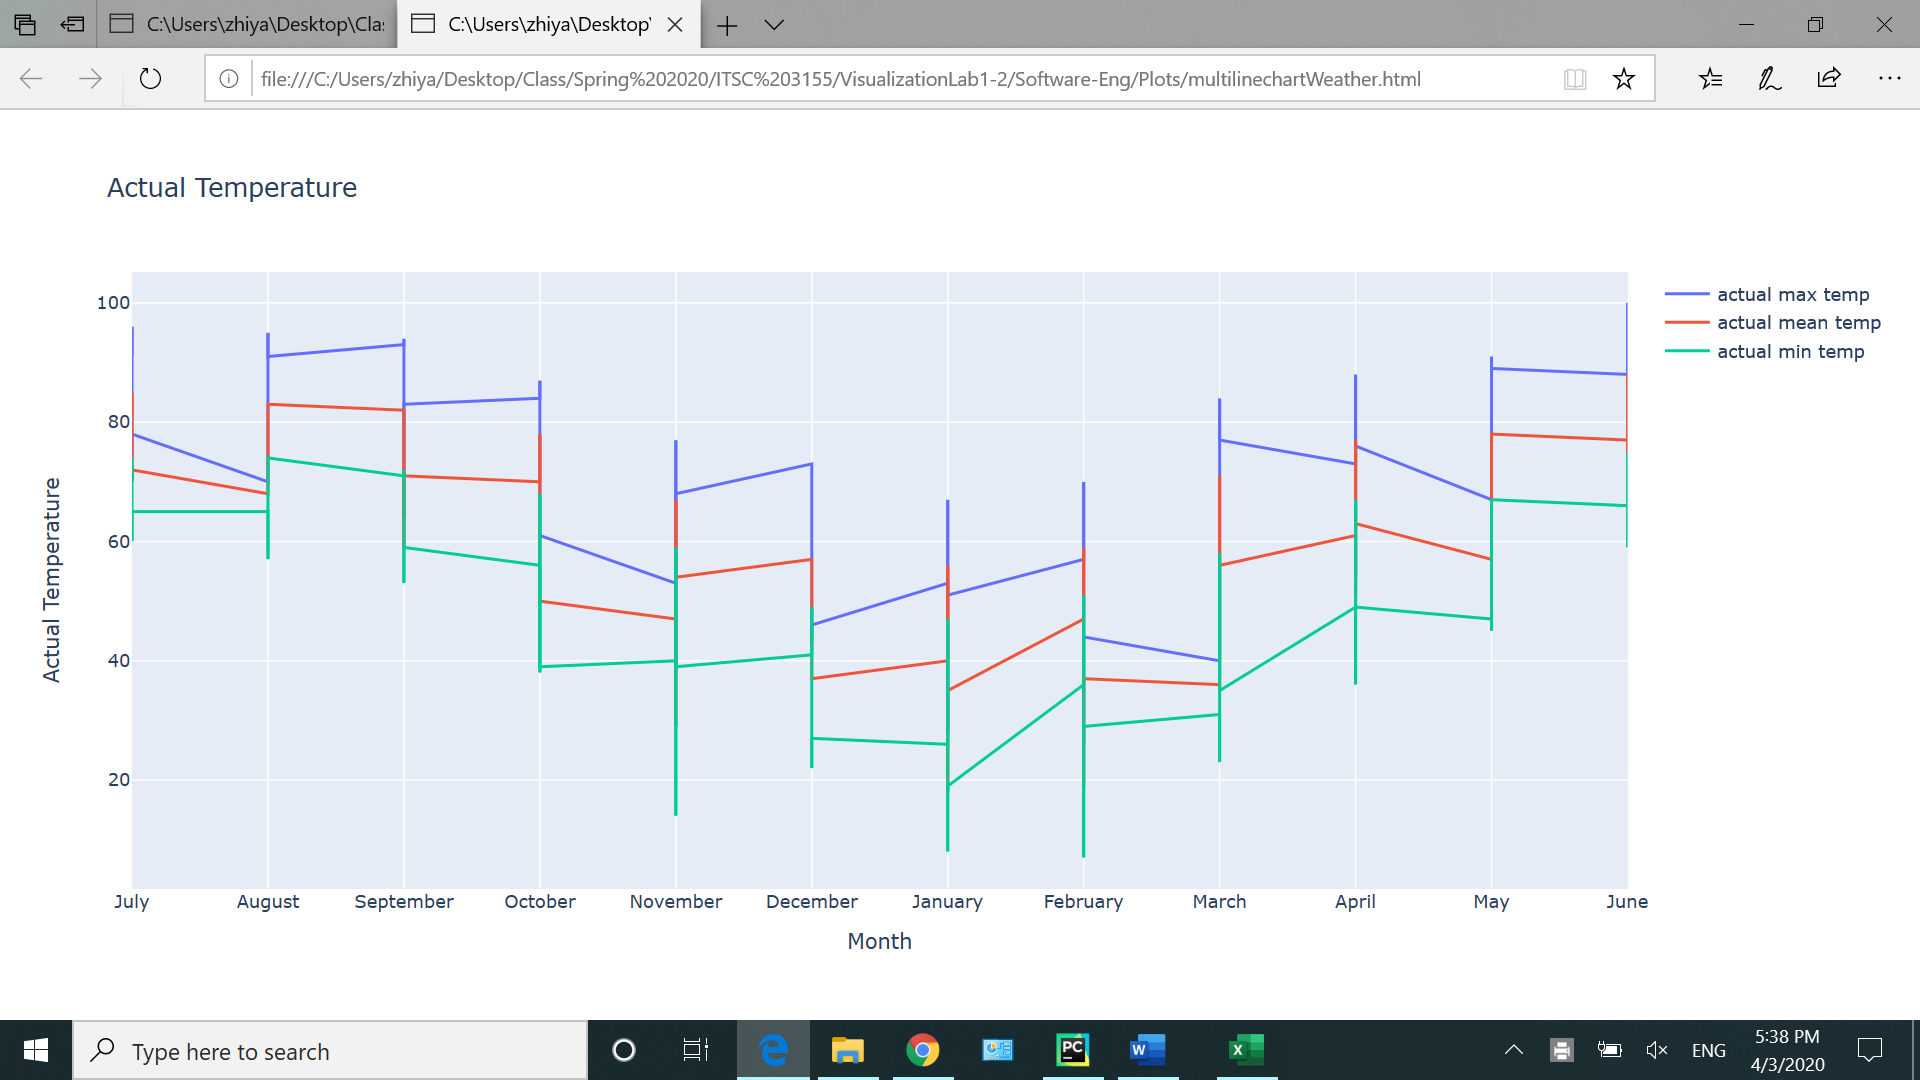 C:\Users\zhiya\Desktop\Cla
C:\Users\zhiya\Desktop\
file:///C:/Users/zhiya/Desktop/Class/Spring%202020/ITSC%203155/VisualizationLab1-2/Software-Eng/Plots/multilinechartWeather.html
Actual Temperature
actual max temp
actual mean temp
actual min temp
100
80
60
40
20
Actual Temperature
July August September October November December January February March April May June
Month
Type here to search
PC
W
X
ENG
5:38 PM
4/3/2020